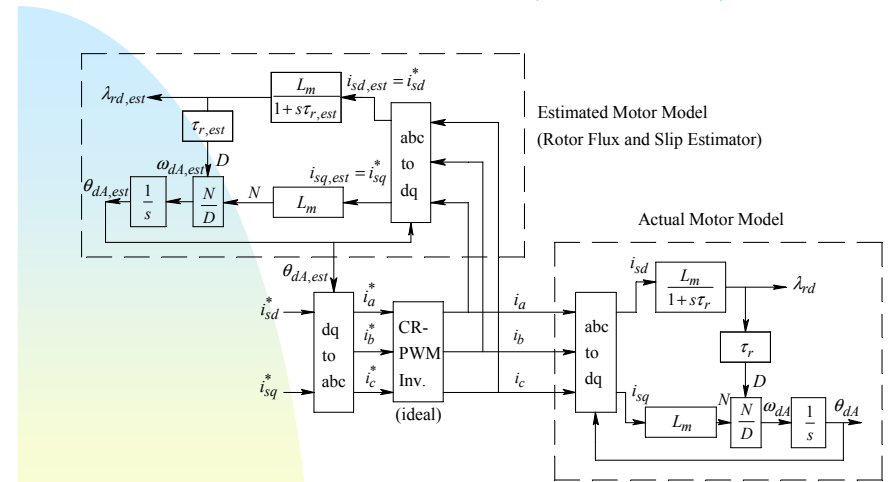 λrd,est
Lm
1+sτr,est
isd,est = i*sd
τr,est
abc
to
dq
Estimated Motor Model
(Rotor Flux and Slip Estimator)
D
ωdA,est
θdA,est
1
s
N
D
N
Lm
isq,est = i*sq
θdA,est
i*sd
i*sq
dq
to
abc
i*a
i*b
i*c
CR-
PWM
Inv.
(ideal)
ia
ib
ic
Actual Motor Model
abc
to
dq
isd
Lm
1+sτr
λrd
τr
D
isq
Lm
N
N
D
ωdA
1
s
θdA